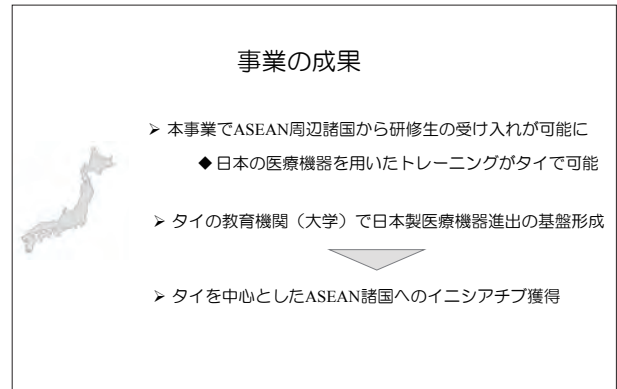 事業の成果
➢ 本事業でASEAN周辺諸国から研修生の受け入れが可能に
◆日本の医療機器を用いたトレーニングがタイで可能
➢ タイの教育機関（大学）で日本製医療機器進出の基盤形成
➢ タイを中心としたASEAN諸国へのイニシアチブ獲得